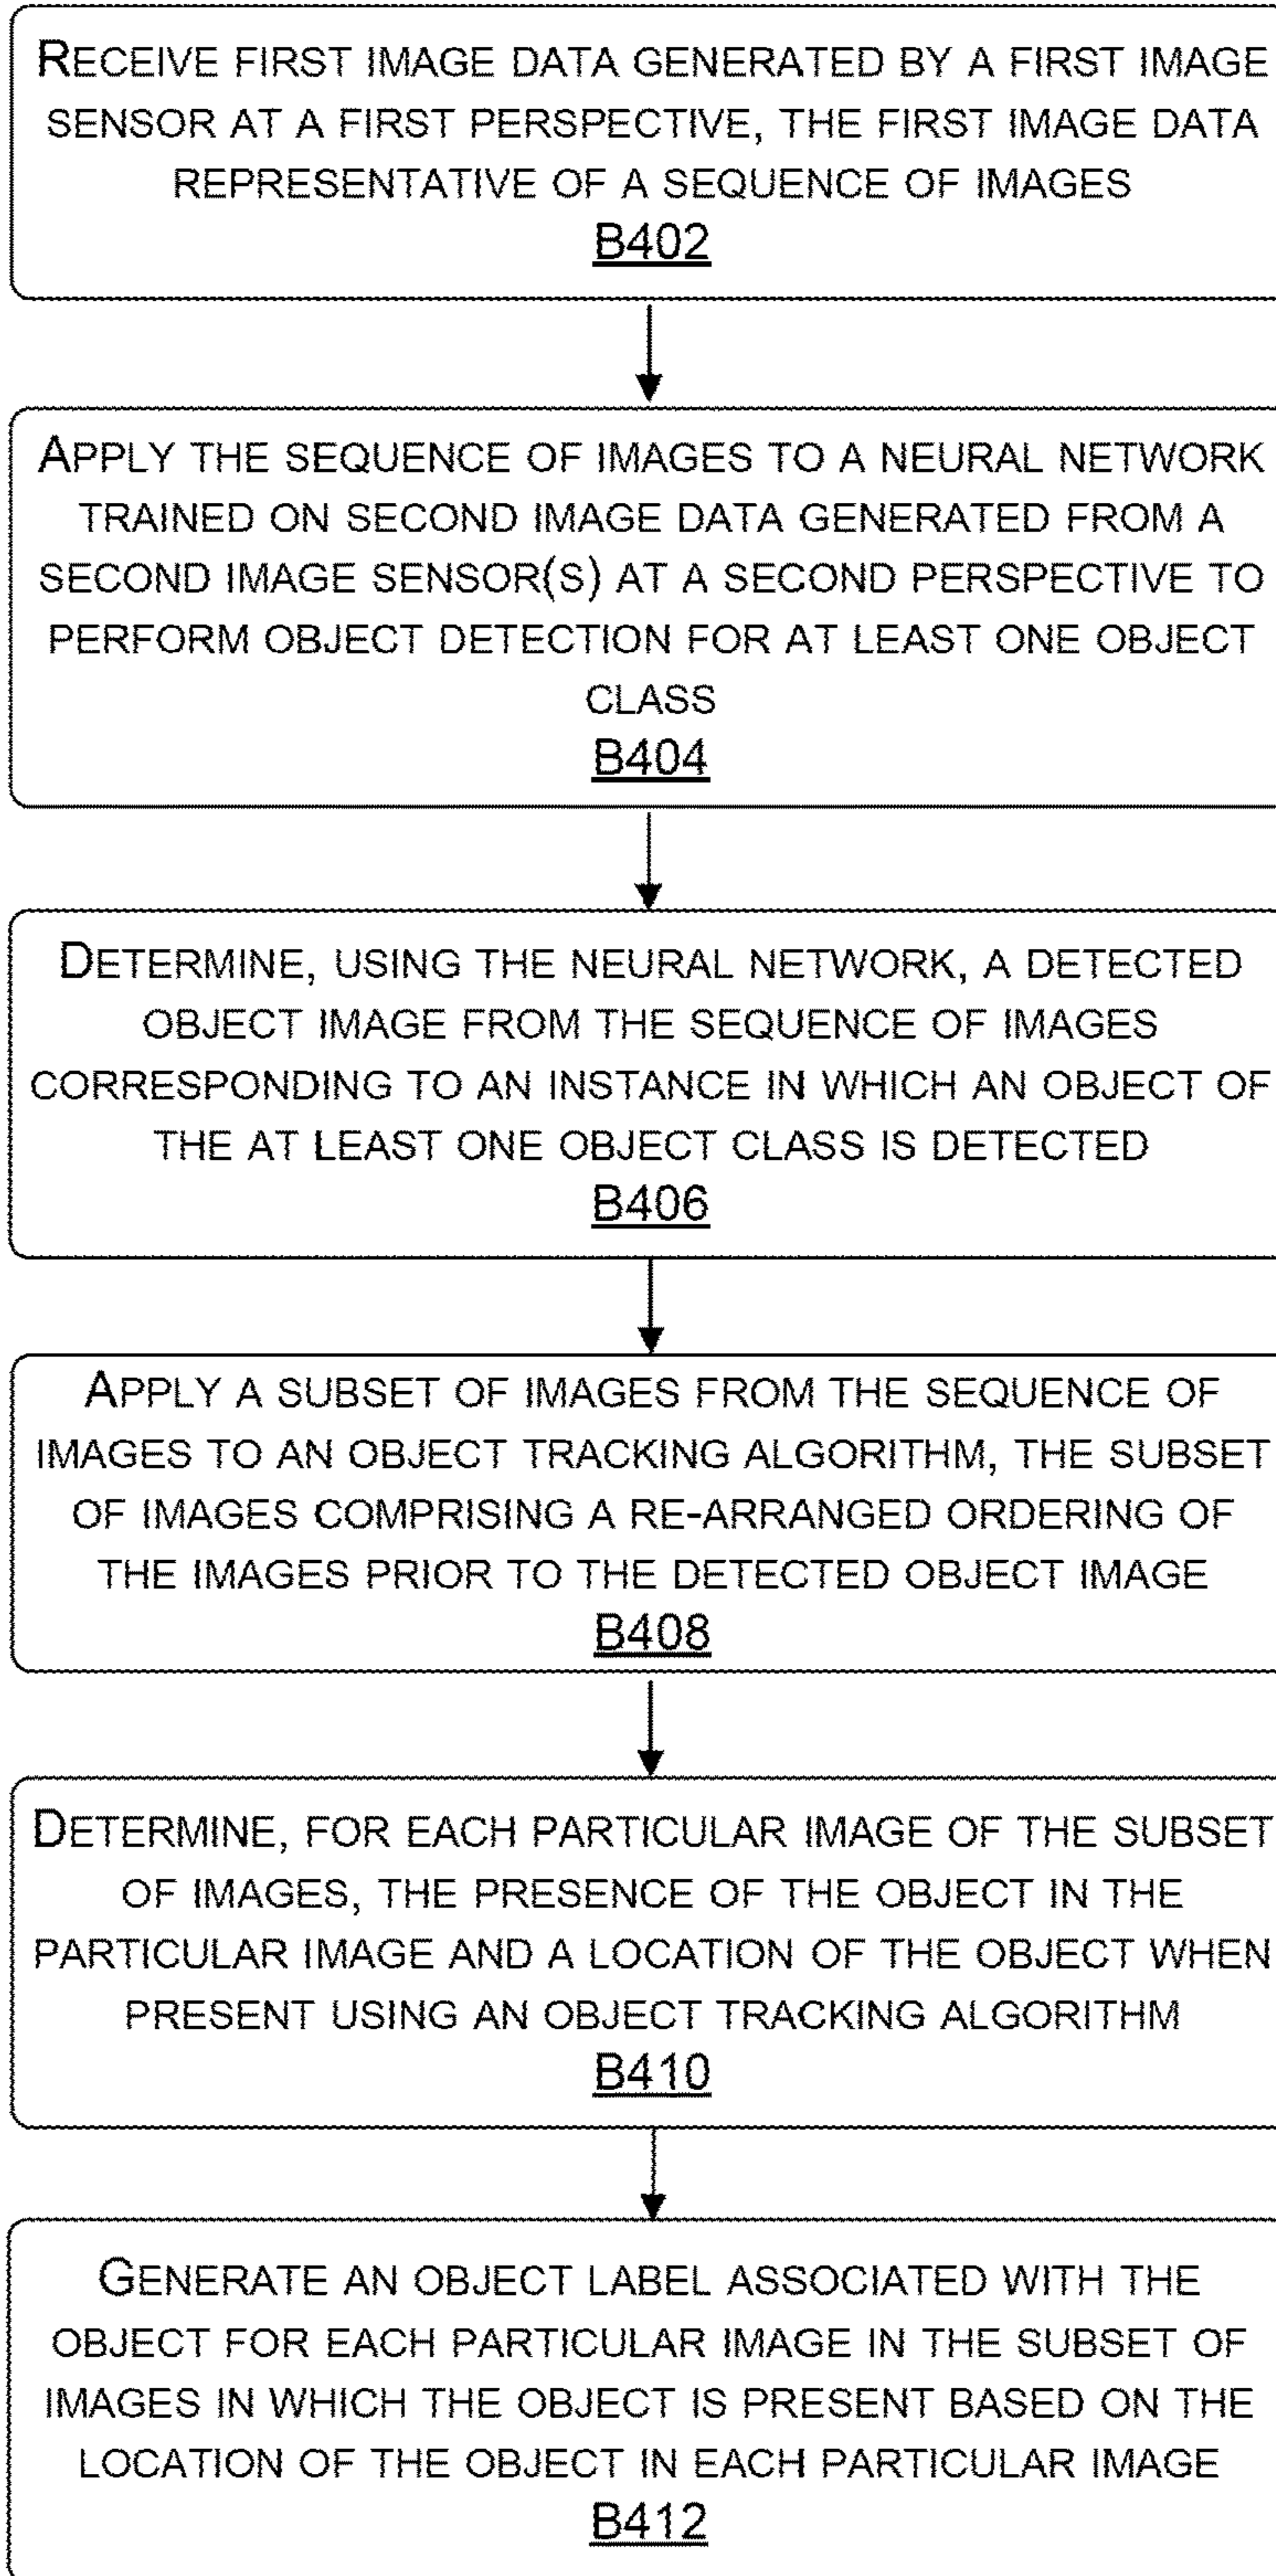 RECEIVE FIRST IMAGE DATA GENERATED BY A FIRST IMAGE
SENSOR AT A FIRST PERSPECTIVE, THE FIRST IMAGE DATA
REPRESENTATIVE OF A SEQUENCE OF IMAGES
B402
APPLY THE SEQUENCE OF IMAGES TO A NEURAL NETWORK
TRAINED ON SECOND IMAGE DATA GENERATED FROM A
SECOND IMAGE SENSOR(S) AT A SECOND PERSPECTIVE TO
PERFORM OBJECT DETECTION FOR AT LEAST ONE OBJECT
CLASS
B404
DETERMINE, USING THE NEURAL NETWORK, A DETECTED
OBJECT IMAGE FROM THE SEQUENCE OF IMAGES
CORRESPONDING TO AN INSTANCE IN WHICH AN OBJECT OF
THE AT LEAST ONE OBJECT CLASS IS DETECTED
B406
APPLY A SUBSET OF IMAGES FROM THE SEQUENCE OF
IMAGES TO AN OBJECT TRACKING ALGORITHM, THE SUBSET
OF IMAGES COMPRISING A RE-ARRANGED ORDERING OF
THE IMAGES PRIOR TO THE DETECTED OBJECT IMAGE
B408
DETERMINE, FOR EACH PARTICULAR IMAGE OF THE SUBSET
OF IMAGES, THE PRESENCE OF THE OBJECT IN THE
PARTICULAR IMAGE AND A LOCATION OF THE OBJECT WHEN
PRESENT USING AN OBJECT TRACKING ALGORITHM
B410
GENERATE AN OBJECT LABEL ASSOCIATED WITH THE
OBJECT FOR EACH PARTICULAR IMAGE IN THE SUBSET OF
IMAGES IN WHICH THE OBJECT IS PRESENT BASED ON THE
LOCATION OF THE OBJECT IN EACH PARTICULAR IMAGE
B412